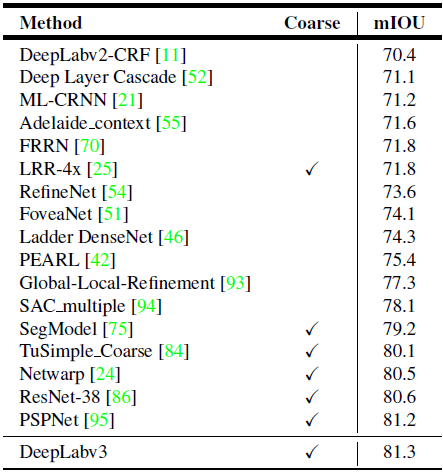 Method Coarse mIOU
DeepLabv2-CRF [11] 70.4
Deep Layer Cascade [52] 71.1
ML-CRNN [21] 71.2
Adelaide_context [55] 71.6
FRRN [70] 71.8
LRR-4x [25] ✓ 71.8
RefineNet [54] 73.6
FoveaNet [51] 74.1
Ladder DenseNet [46] 74.3
PEARL [42] 75.4
Global-Local-Refinement [93] 77.3
SAC_multiple [94] 78.1
SegModel [75] ✓ 79.2
TuSimple_Coarse [84] ✓ 80.1
Netwarp [24] ✓ 80.5
ResNet-38 [86] ✓ 80.6
PSPNet [95] ✓ 81.2
DeepLabv3 ✓ 81.3